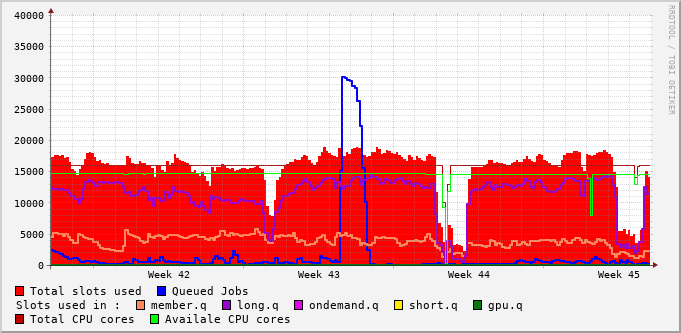 RRDTOOL / TOBI OETIKER
40000
35000
30000
25000
20000
15000
10000
5000
0
Week 42 Week 43 Week 44 Week 45
Total slots used Queued Jobs
Slots used in : member.q long.q ondemand.q short.q gpu.q
Total CPU cores Availale CPU cores